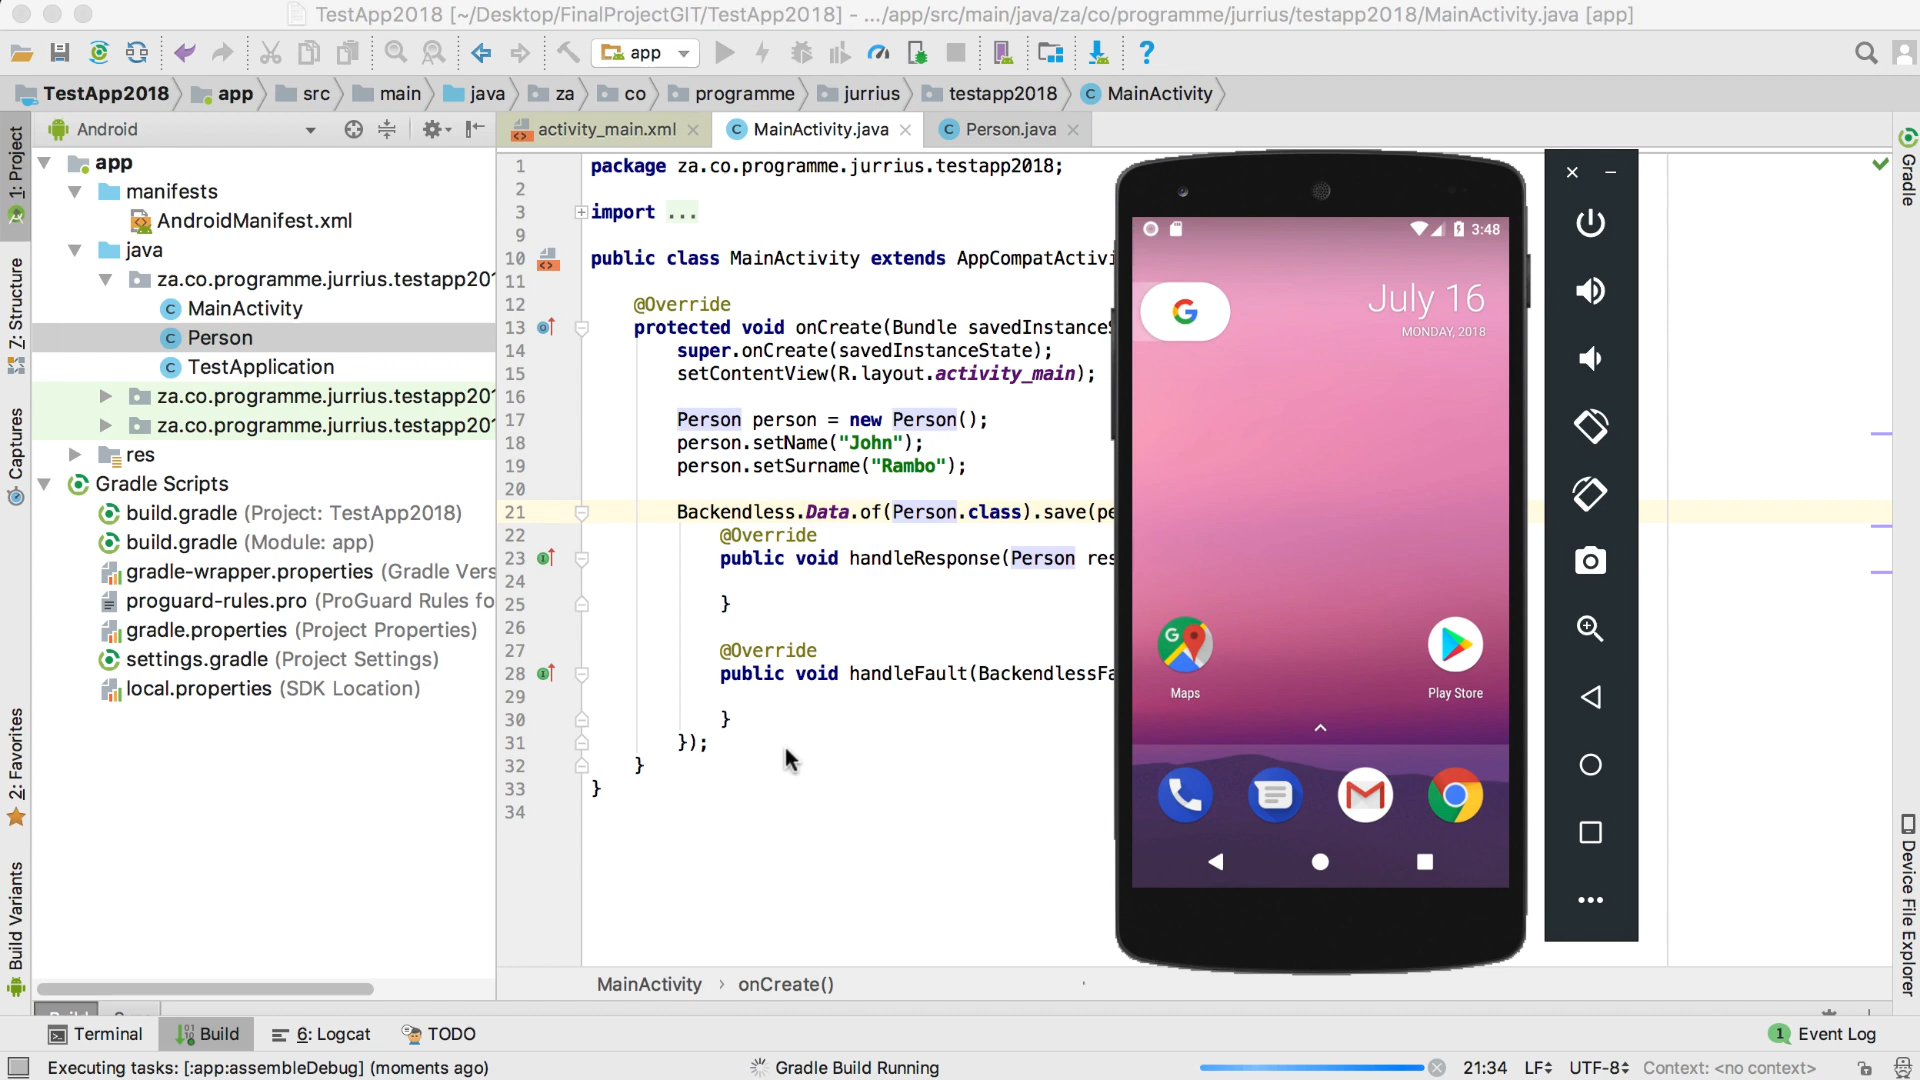 TestApp2018 [~/Desktop/FinalProjectGIT/TestApp2018] - .../app/src/main/java/za/co/programme/jurrius/testapp2018/MainActivity.java [app]
app
TestApp2018 app src main java za co programme jurrius testapp2018 MainActivity
Android
activity_main.xml MainActivity.java Person.java
1: Project
Z: Structure
Captures
2: Favorites
Build Variants
app
manifests
AndroidManifest.xml
java
za.co.programme.jurrius.testapp20
MainActivity
Person
TestApplication
za.co.programme.jurrius.testapp20
za.co.programme.jurrius.testapp20
res
Gradle Scripts
build.gradle (Project: TestApp2018)
build.gradle (Module: app)
gradle-wrapper.properties (Gradle Vers
proguard-rules.pro (ProGuard Rules fo
gradle.properties (Project Properties)
settings.gradle (Project Settings)
local.properties (SDK Location)
1 package za.co.programme.jurrius.testapp2018;
2
3 import ...
9
10 public class MainActivity extends AppCompatActivi
11
12 @Override
13 protected void onCreate(Bundle savedInstanceS
14 super.onCreate(savedInstanceState);
15 setContentView(R.layout.activity_main);
16
17 Person person = new Person();
18 person.setName("John");
19 person.setSurname("Rambo");
20
21 Backendless.Data.of(Person.class).save(pe
22 @Override
23 public void handleResponse(Person res
24
25 }
26
27 @Override
28 public void handleFault(BackendlessFa
29
30 }
31 });
32 }
33 }
34
3:48
G
July 16
MONDAY, 2018
Maps
Play Store
Gradle
Device File Explorer
MainActivity › onCreate()
Terminal Build 6: Logcat TODO
1 Event Log
Executing tasks: [:app:assembleDebug] (moments ago)
Gradle Build Running
21:34 LF UTF-8 Context: <no context>